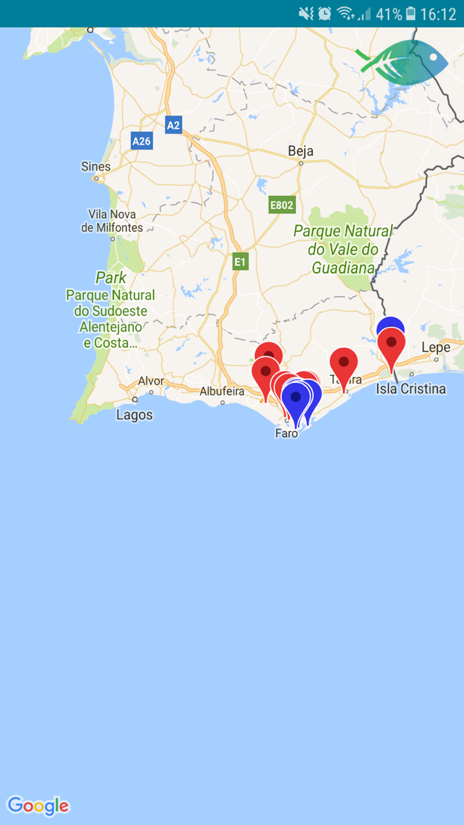 41% 16:12
A2
A26
Beja
Sines
E802
Vila Nova
de Milfontes
Parque Natural
do Vale do
Guadiana
E1
Park
Parque Natural
do Sudoeste
Alentejano
e Costa...
Lepe
Alvor
Albufeira
Isla Cristina
Lagos
Faro
Google